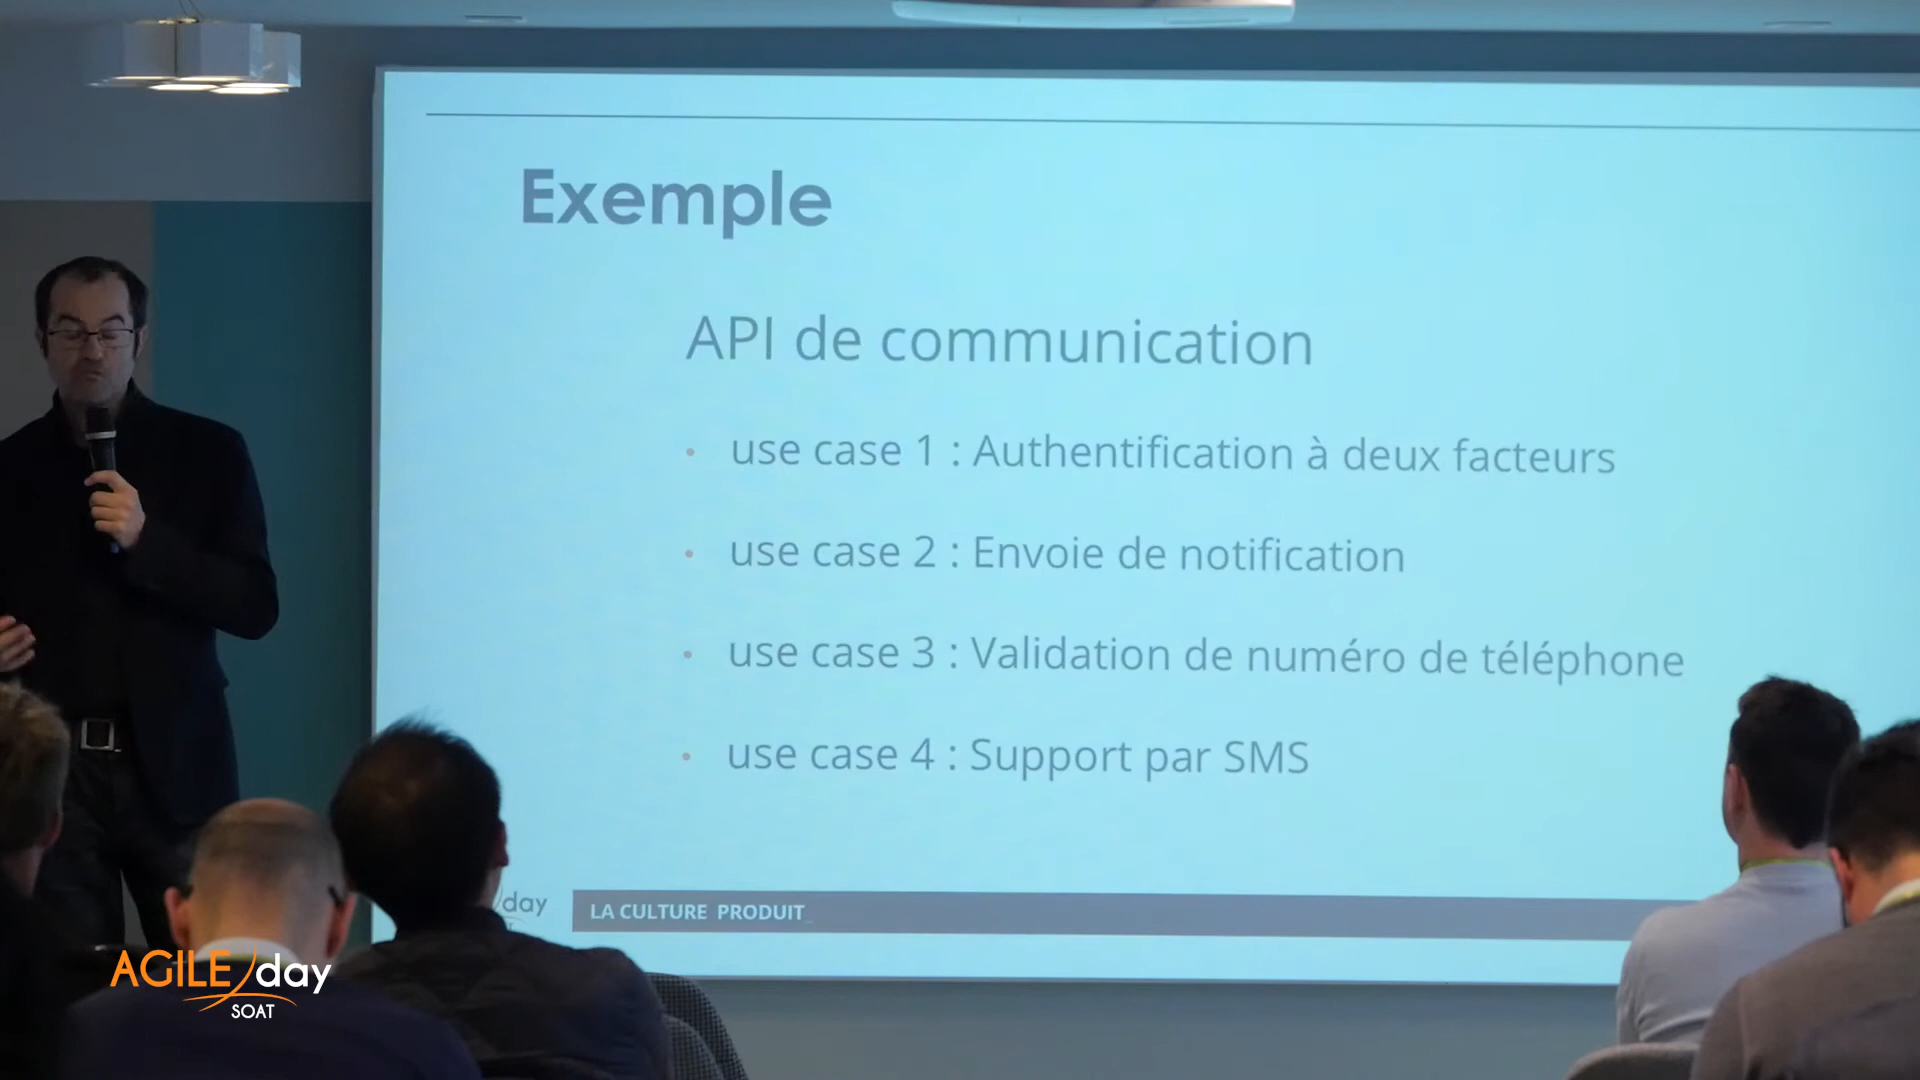 Exemple
API de communication
• use case 1 : Authentification à deux facteurs
• use case 2 : Envoie de notification
• use case 3 : Validation de numéro de téléphone
• use case 4 : Support par SMS
day
LA CULTURE PRODUIT
AGILE day
SOAT